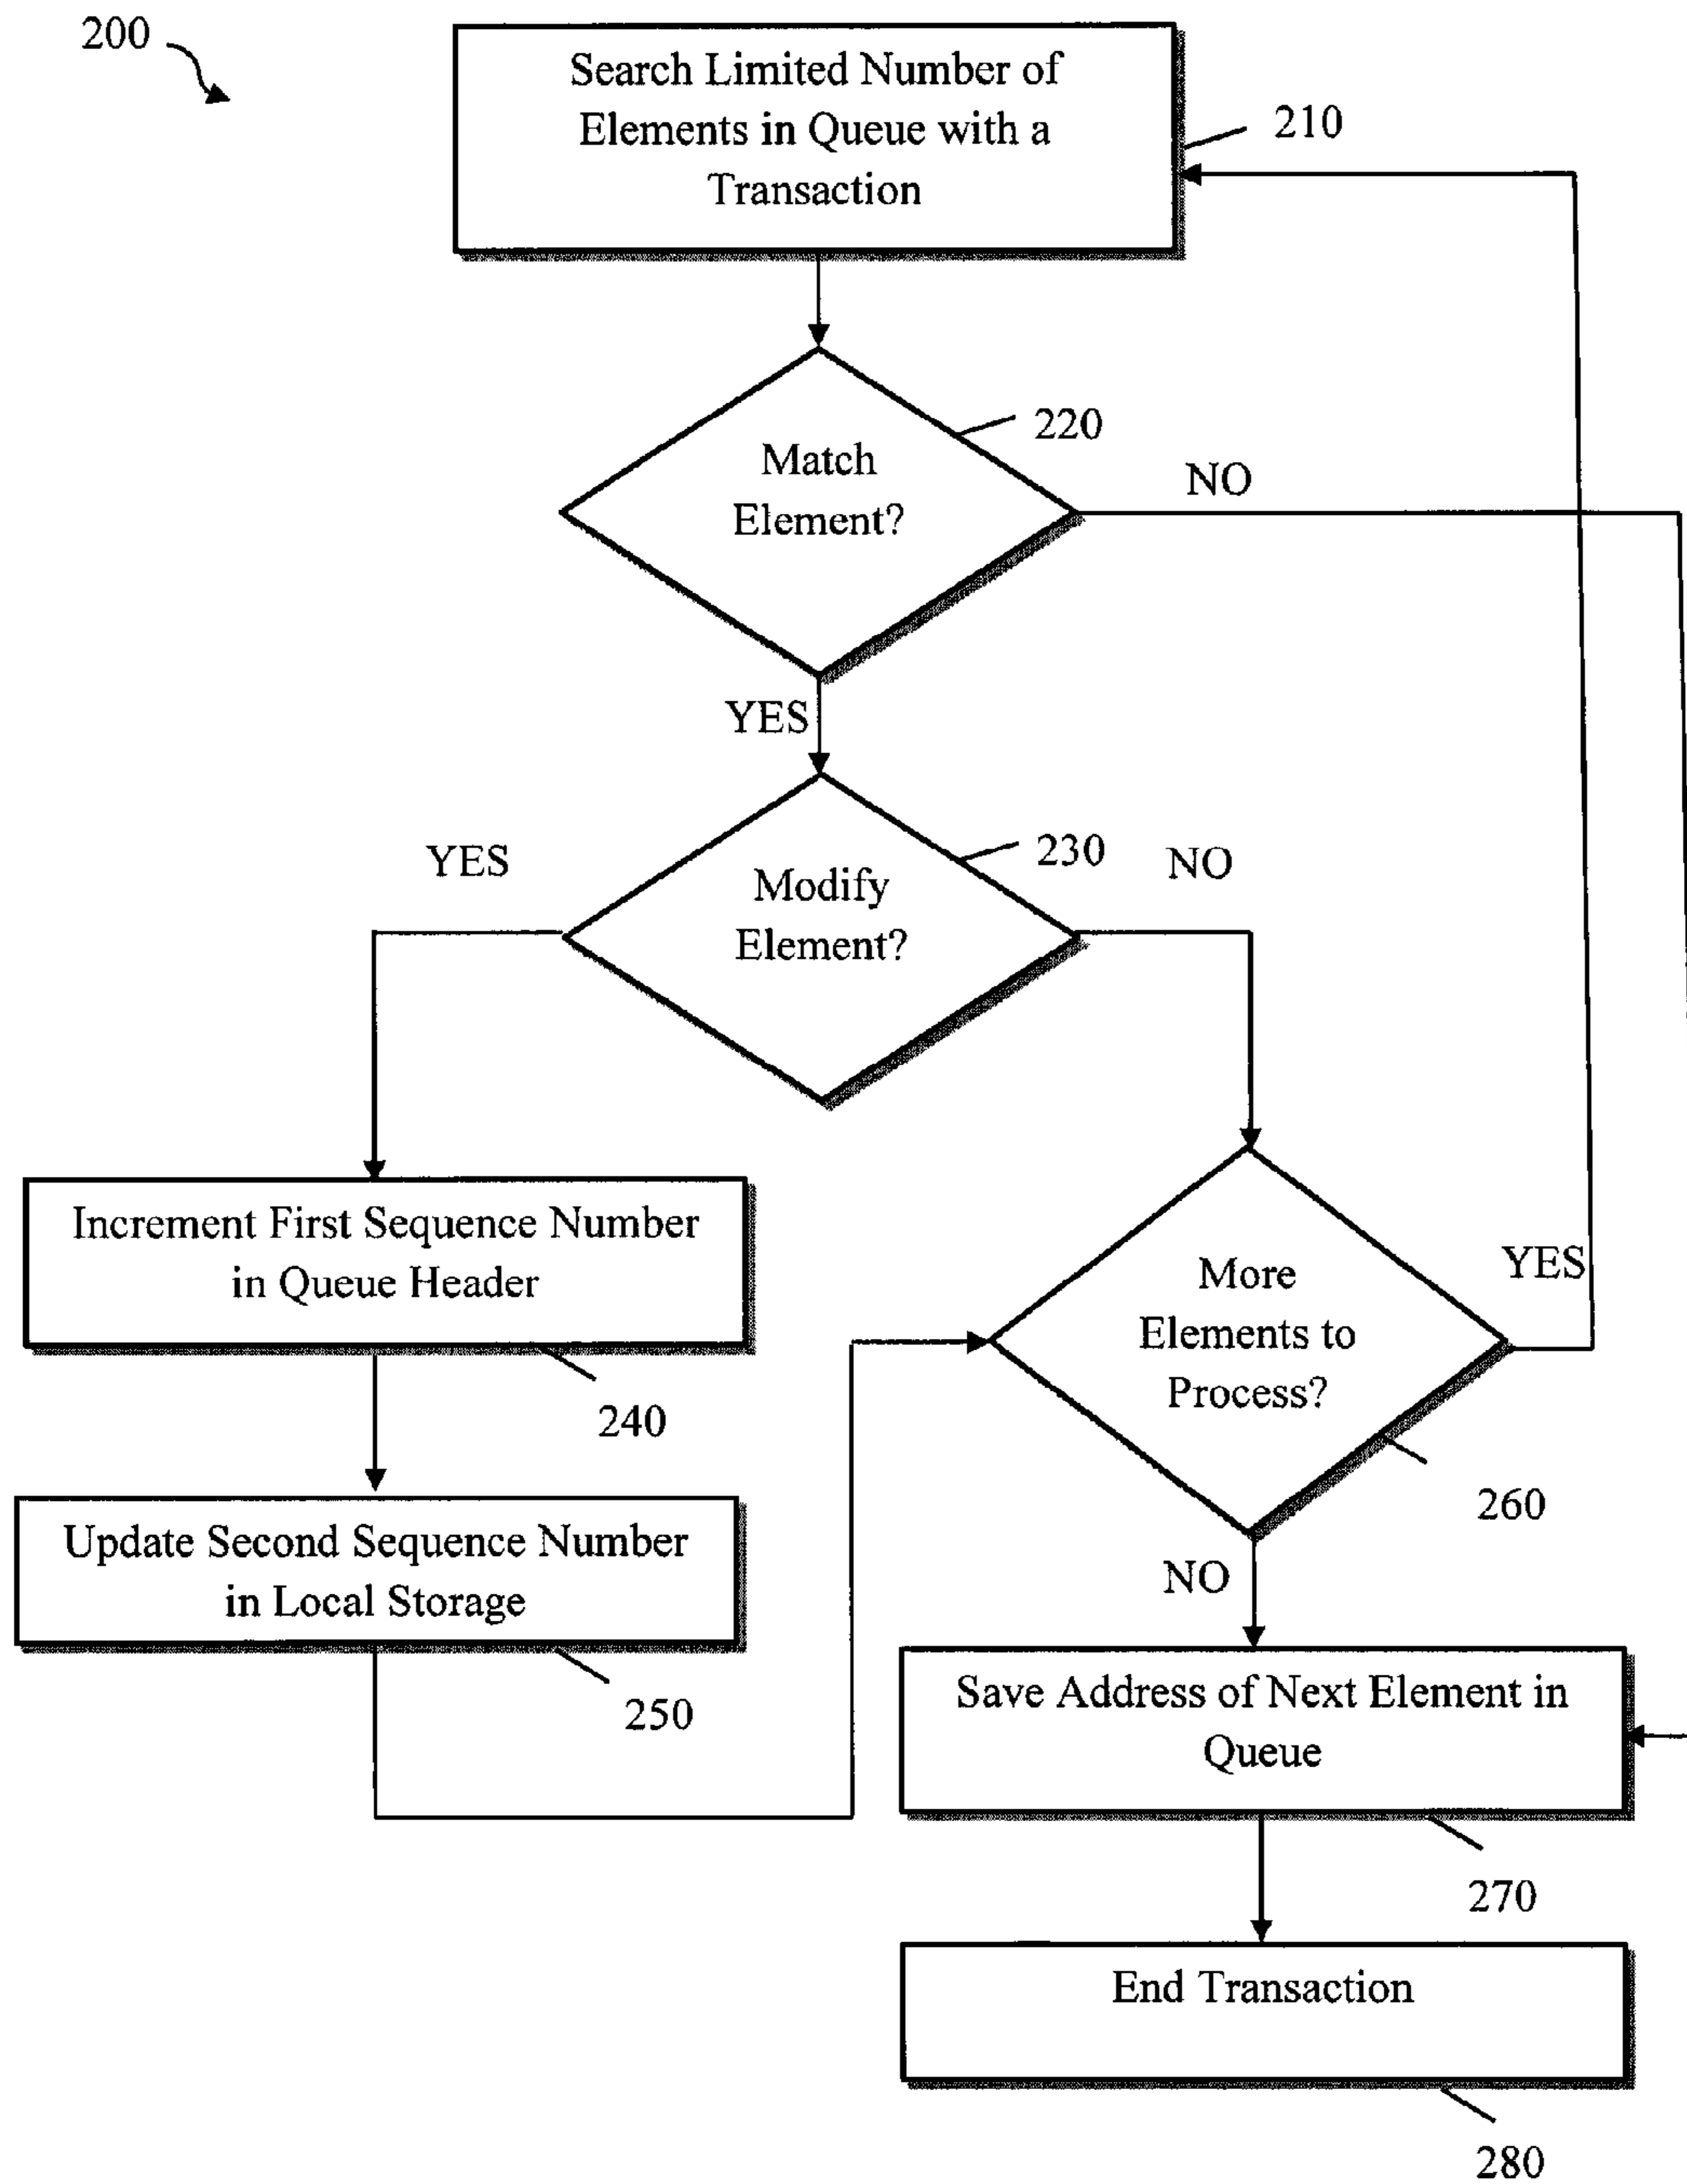 200
Search Limited Number of
Elements in Queue with a
Transaction
210
Match
Element?
220
NO
YES
Modify
Element?
230
YES
NO
Increment First Sequence Number
in Queue Header
240
More
Elements to
Process?
YES
260
Update Second Sequence Number
in Local Storage
250
NO
Save Address of Next Element in
Queue
270
End Transaction
280